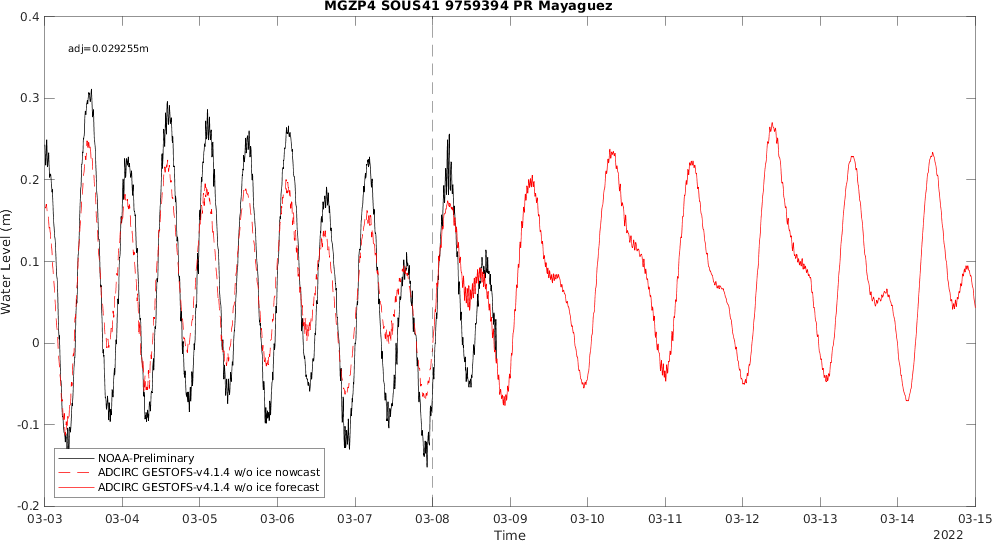 MGZP4 SOUS41 9759394 PR Mayaguez
0.4
adj=0.029255m
0.3
0.2
Water Level (m)
0.1
0
-0.1
NOAA-Preliminary
ADCIRC GESTOFS-v4.1.4 w/o ice nowcast
ADCIRC GESTOFS-v4.1.4 w/o ice forecast
-0.2
03-03 03-04 03-05 03-06 03-07 03-08 03-09 03-10 03-11 03-12 03-13 03-14 03-15
Time
2022